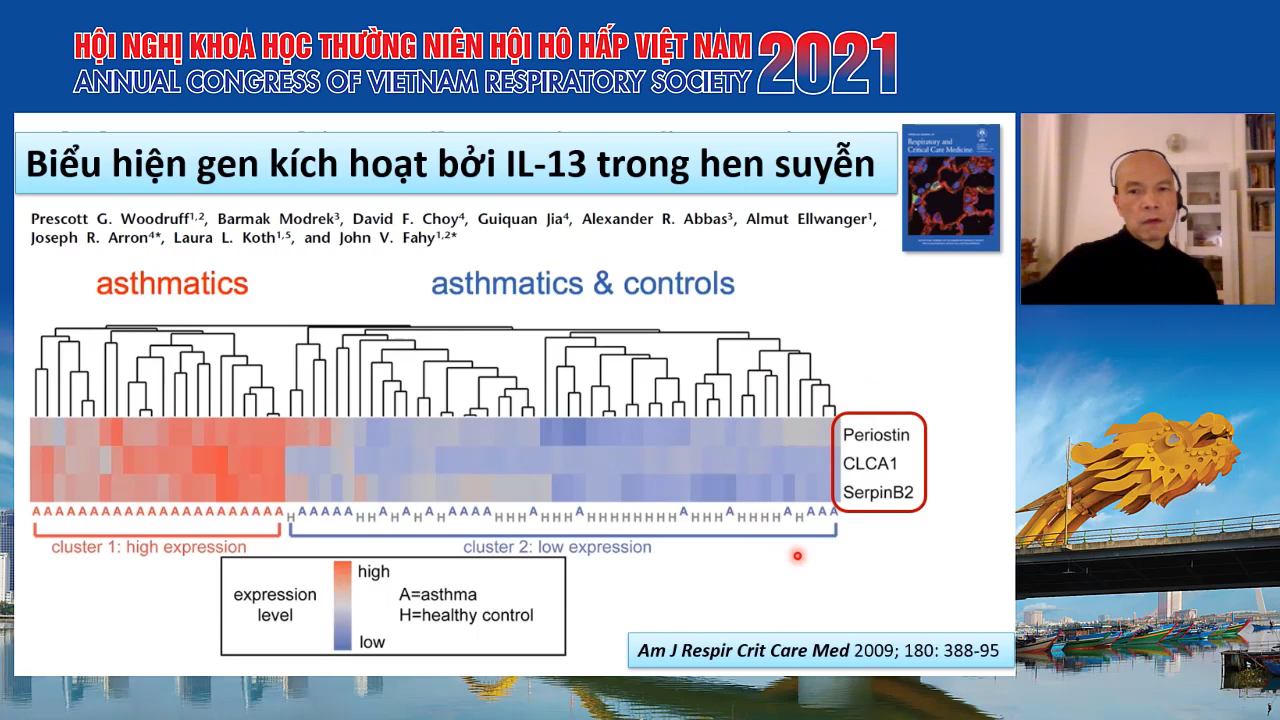 HỘI NGHỊ KHOA HỌC THƯỜNG NIÊN HỘI HÔ HẤP VIỆT NAM 2021
ANNUAL CONGRESS OF VIETNAM RESPIRATORY SOCIETY
Biểu hiện gen kích hoạt bởi IL-13 trong hen suyễn
Respiratory and
Critical Care Medicine
Prescott G. Woodruff1,2, Barmak Modrek3, David F. Choy4, Guiquan Jia4, Alexander R. Abbas3, Almut Ellwanger1,
Joseph R. Arron4*, Laura L. Koth1,5, and John V. Fahy1,2*
asthmatics
asthmatics & controls
Periostin
CLCA1
SerpinB2
cluster 1: high expression
cluster 2: low expression
expression
level
high
low
A=asthma
H=healthy control
Am J Respir Crit Care Med 2009; 180: 388-95